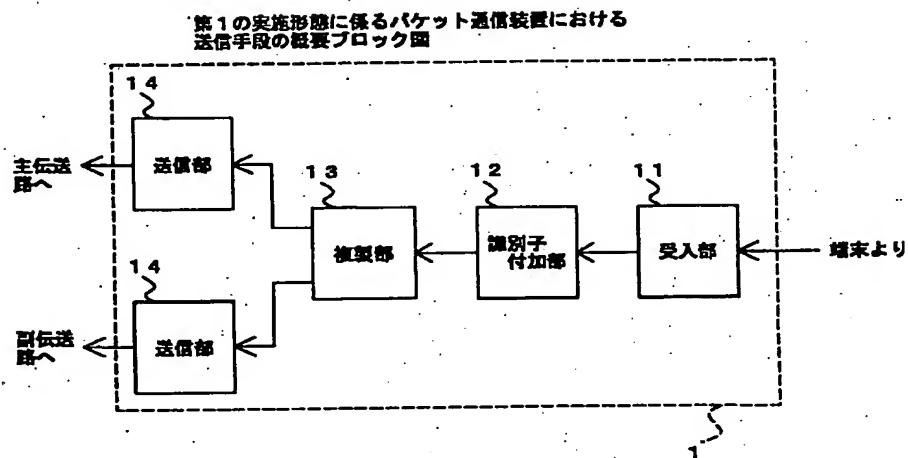 第1の実施形態に係るパケット通信装置における
送信手段の概要ブロック図
14
送信部
主伝送
路へ
13
複製部
12
識別子
付加部
11
受入部
端末より
14
送信部
副伝送
路へ
1